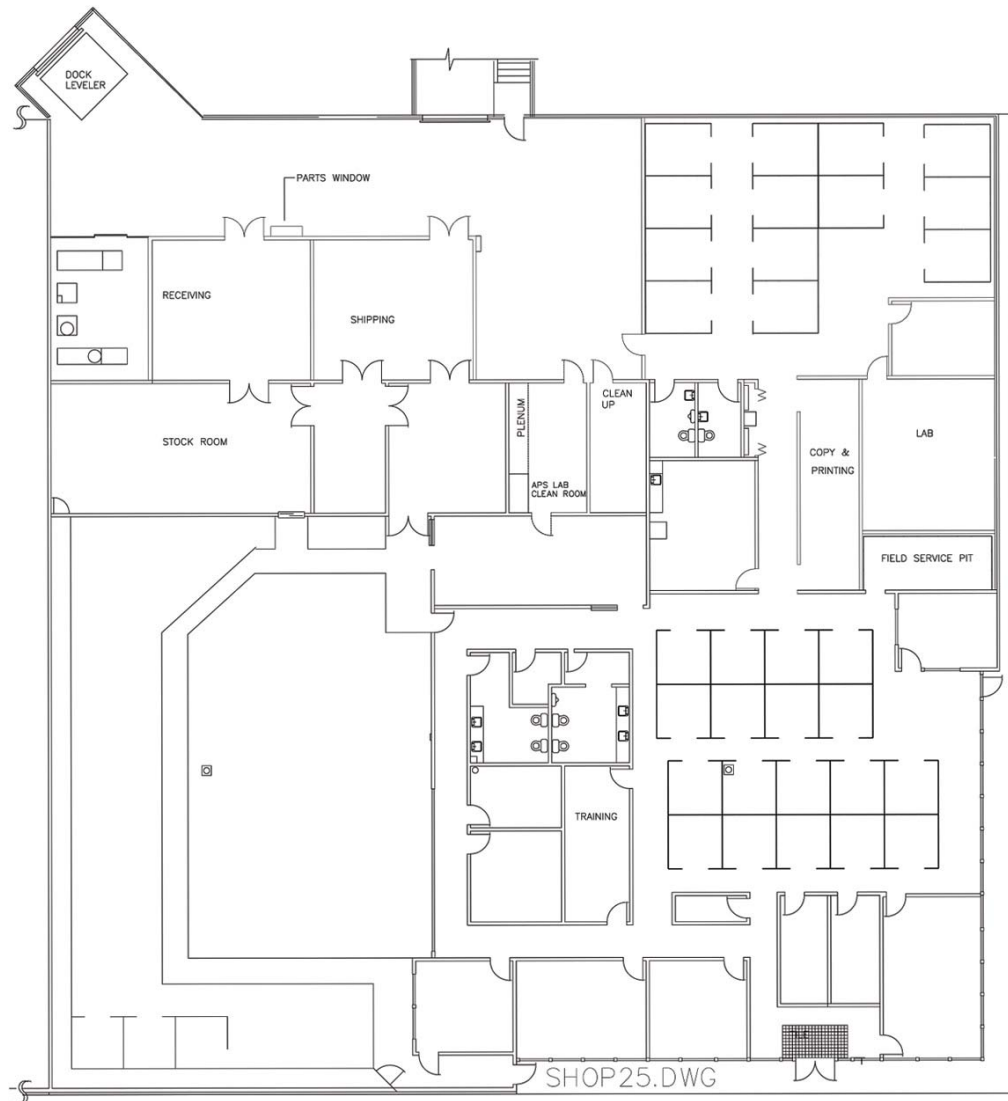 DOCK
LEVELER
PARTS WINDOW
RECEIVING
SHIPPING
CLEAN
UP
PLENUM
STOCK ROOM
COPY &
PRINTING
LAB
APS LAB
CLEAN ROOM
FIELD SERVICE PIT
TRAINING
SHOP25.DWG